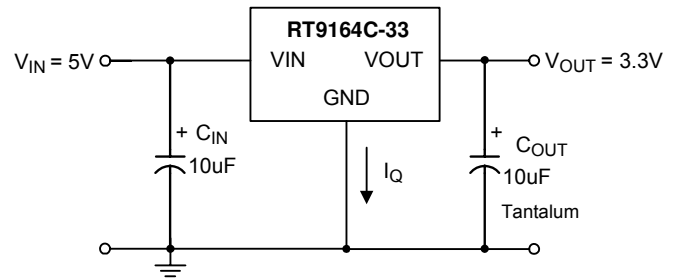 RT9164C-33
V_IN = 5V
VIN
VOUT
V_OUT = 3.3V
GND
+
C_IN
10uF
I_Q
+
C_OUT
10uF
Tantalum